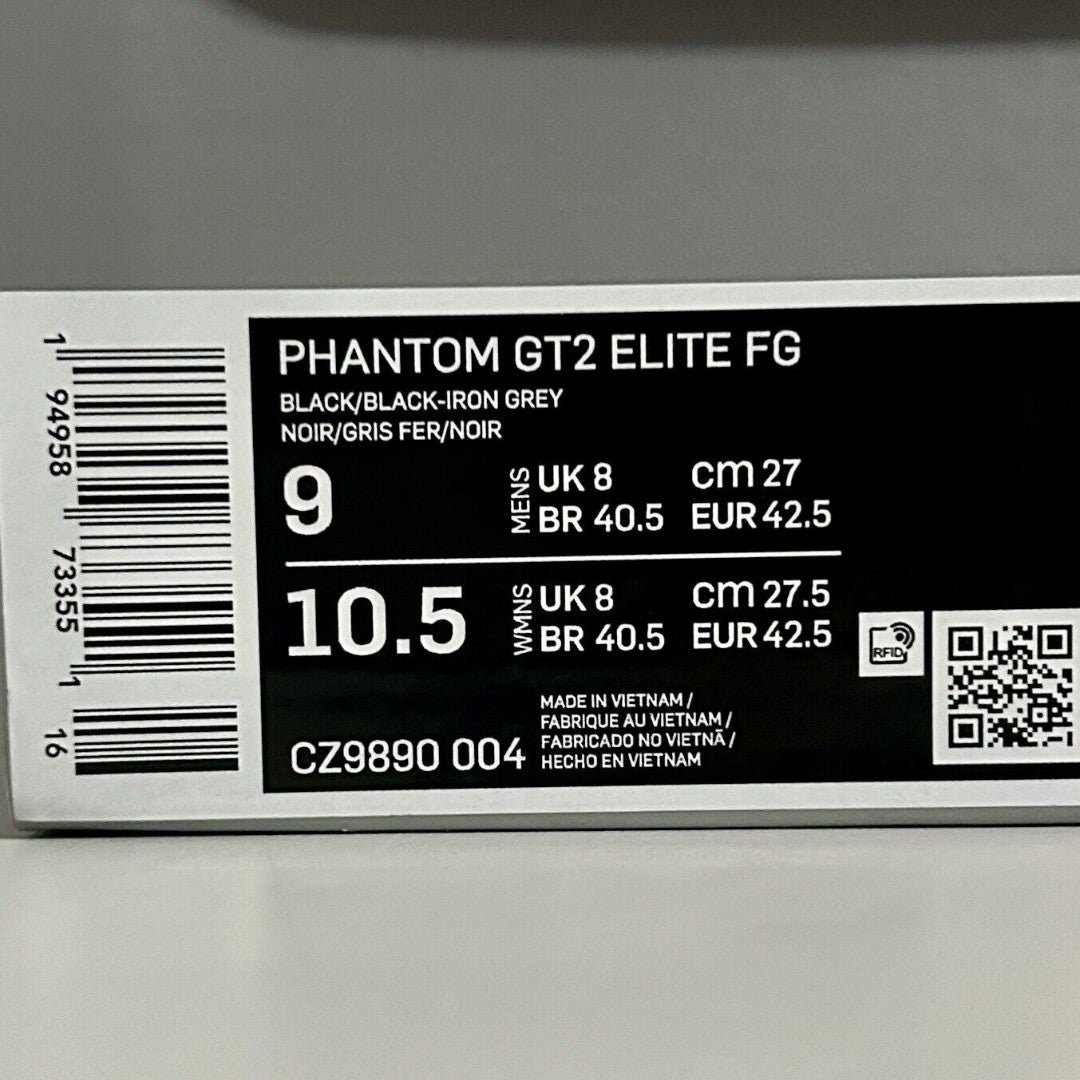 PHANTOM GT2 ELITE FG
BLACK/BLACK-IRON GREY
NOIR/GRIS FER/NOIR
9 MENS UK 8 cm 27
BR 40.5 EUR 42.5
10.5 WMNS UK 8 cm 27.5
BR 40.5 EUR 42.5
RFID
CZ9890 004
MADE IN VIETNAM /
FABRIQUE AU VIETNAM /
FABRICADO NO VIETNÃ /
HECHO EN VIETNAM
1 94958 73355 1
16